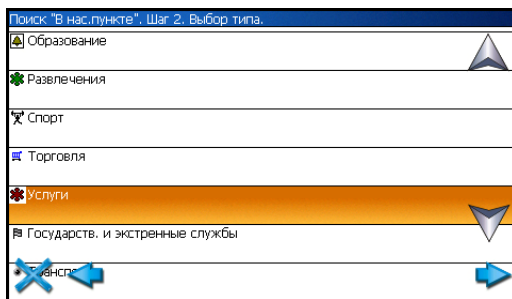 Поиск "В нас.пункте". Шаг 2. Выбор типа.
Образование
Развлечения
Спорт
Торговля
Услуги
Государств. и экстренные службы